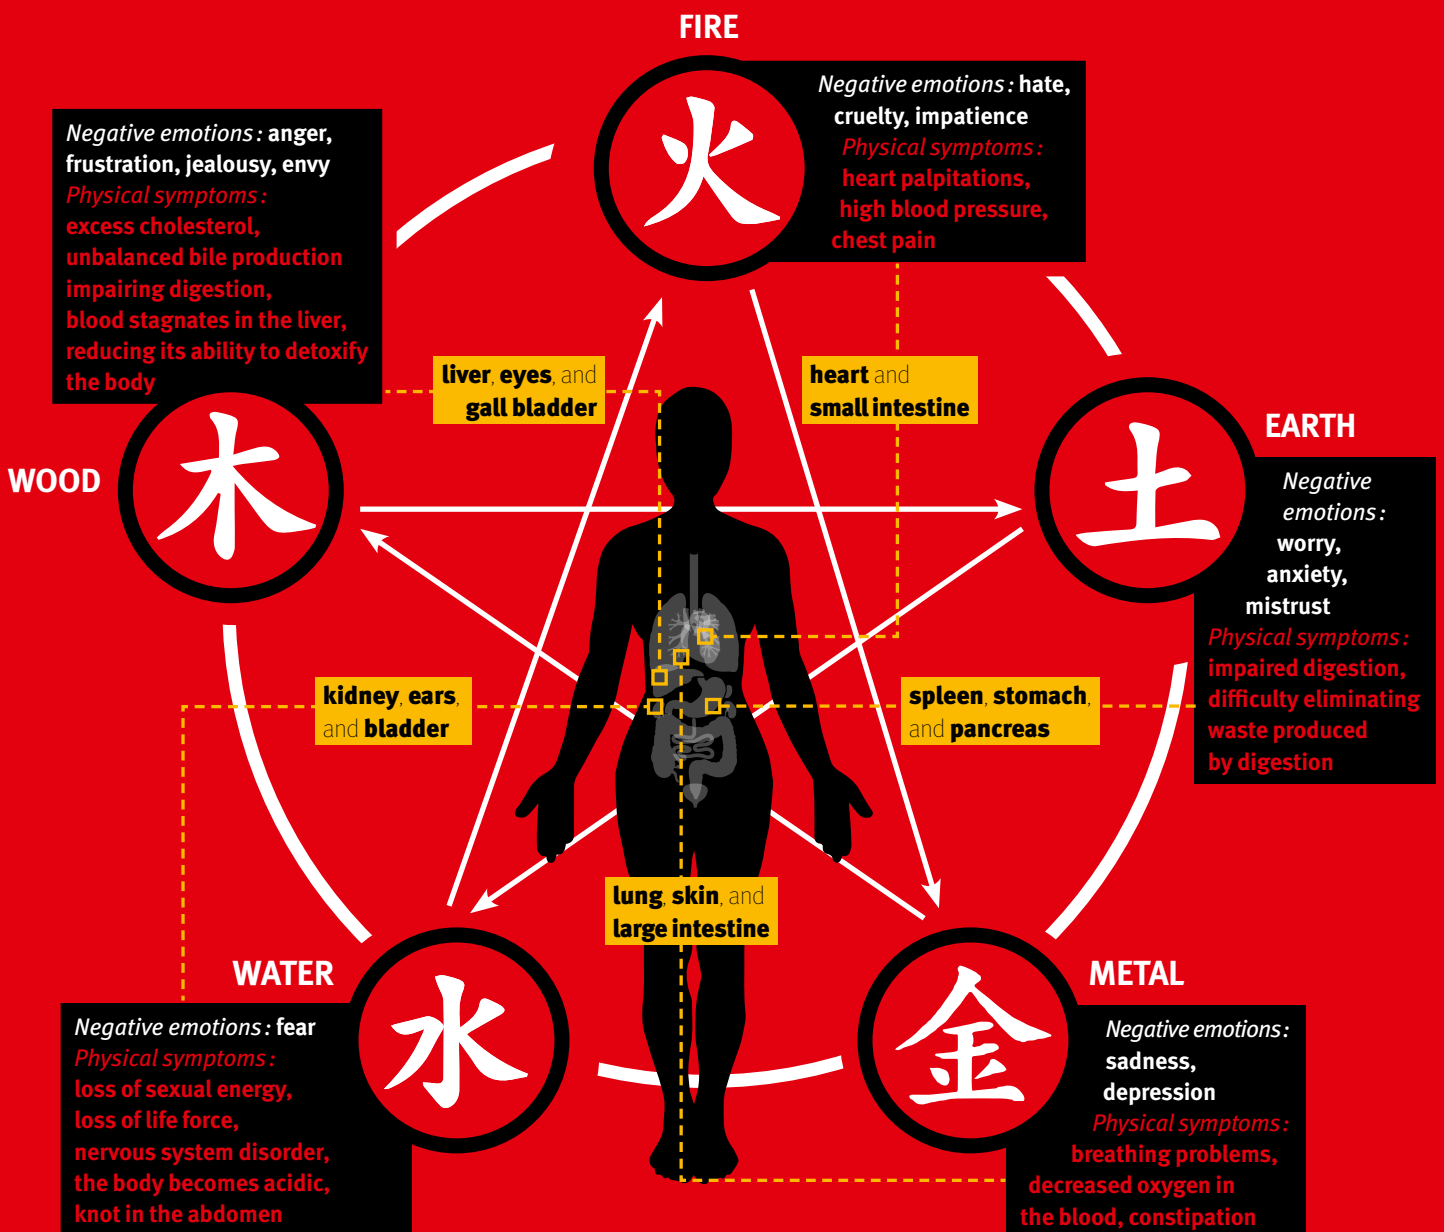 FIRE
火
Negative emotions : hate,
cruelty, impatience
Physical symptoms :
heart palpitations,
high blood pressure,
chest pain
Negative emotions : anger,
frustration, jealousy, envy
Physical symptoms :
excess cholesterol,
unbalanced bile production
impairing digestion,
blood stagnates in the liver,
reducing its ability to detoxify
the body
WOOD
木
liver, eyes, and
gall bladder
heart and
small intestine
EARTH
土
Negative
emotions :
worry,
anxiety,
mistrust
Physical symptoms :
impaired digestion,
difficulty eliminating
waste produced
by digestion
kidney, ears,
and bladder
spleen, stomach,
and pancreas
lung, skin, and
large intestine
WATER
水
Negative emotions : fear
Physical symptoms :
loss of sexual energy,
loss of life force,
nervous system disorder,
the body becomes acidic,
knot in the abdomen
METAL
金
Negative emotions :
sadness,
depression
Physical symptoms :
breathing problems,
decreased oxygen in
the blood, constipation